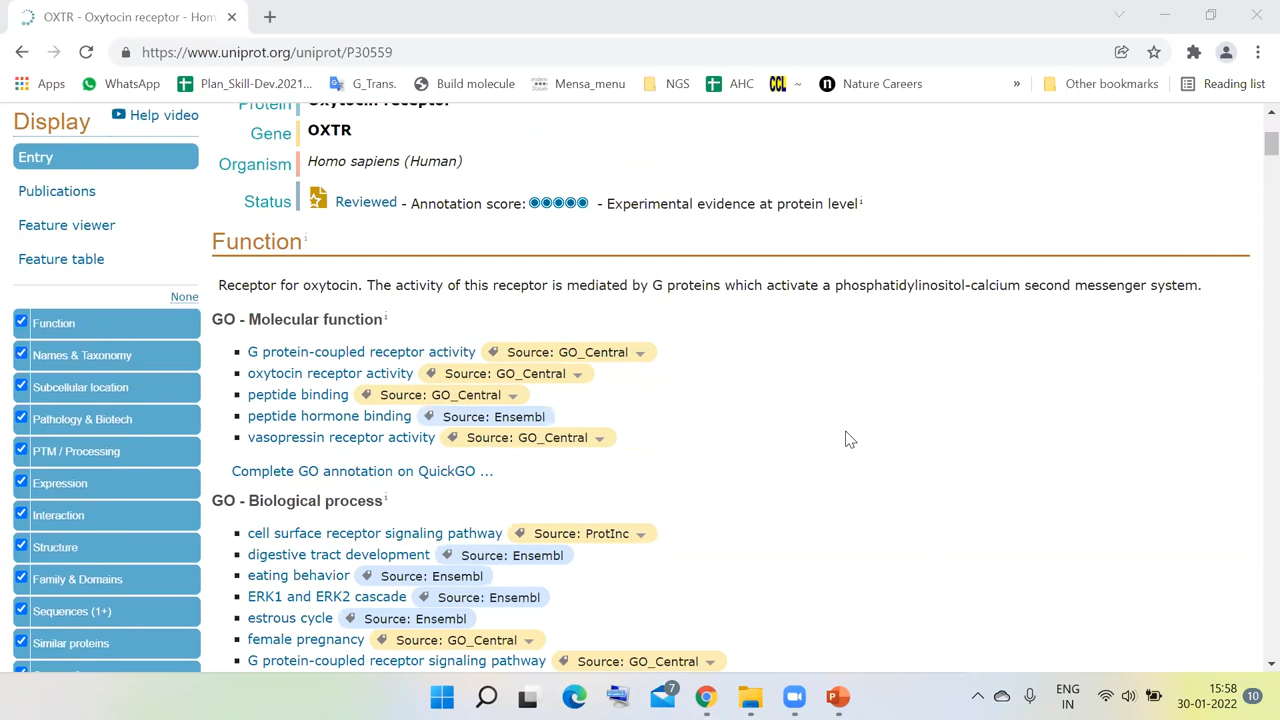 OXTR - Oxytocin receptor - Hom
https://www.uniprot.org/uniprot/P30559
Apps WhatsApp Plan_Skill-Dev.2021... G_Trans. Build molecule Mensa_menu NGS AHC CCL ~ n Nature Careers » Other bookmarks Reading list
Display Help video
Entry
Publications
Feature viewer
Feature table
None
Function
Names & Taxonomy
Subcellular location
Pathology & Biotech
PTM / Processing
Expression
Interaction
Structure
Family & Domains
Sequences (1+)
Similar proteins
Protein Oxytocin receptor
Gene OXTR
Organism Homo sapiens (Human)
Status Reviewed - Annotation score: - Experimental evidence at protein level i
Function i
Receptor for oxytocin. The activity of this receptor is mediated by G proteins which activate a phosphatidylinositol-calcium second messenger system.
GO - Molecular function i
G protein-coupled receptor activity Source: GO_Central
oxytocin receptor activity Source: GO_Central
peptide binding Source: GO_Central
peptide hormone binding Source: Ensembl
vasopressin receptor activity Source: GO_Central
Complete GO annotation on QuickGO ...
GO - Biological process i
cell surface receptor signaling pathway Source: ProtInc
digestive tract development Source: Ensembl
eating behavior Source: Ensembl
ERK1 and ERK2 cascade Source: Ensembl
estrous cycle Source: Ensembl
female pregnancy Source: GO_Central
G protein-coupled receptor signaling pathway Source: GO_Central
7
ENG
IN
15:58
30-01-2022
10